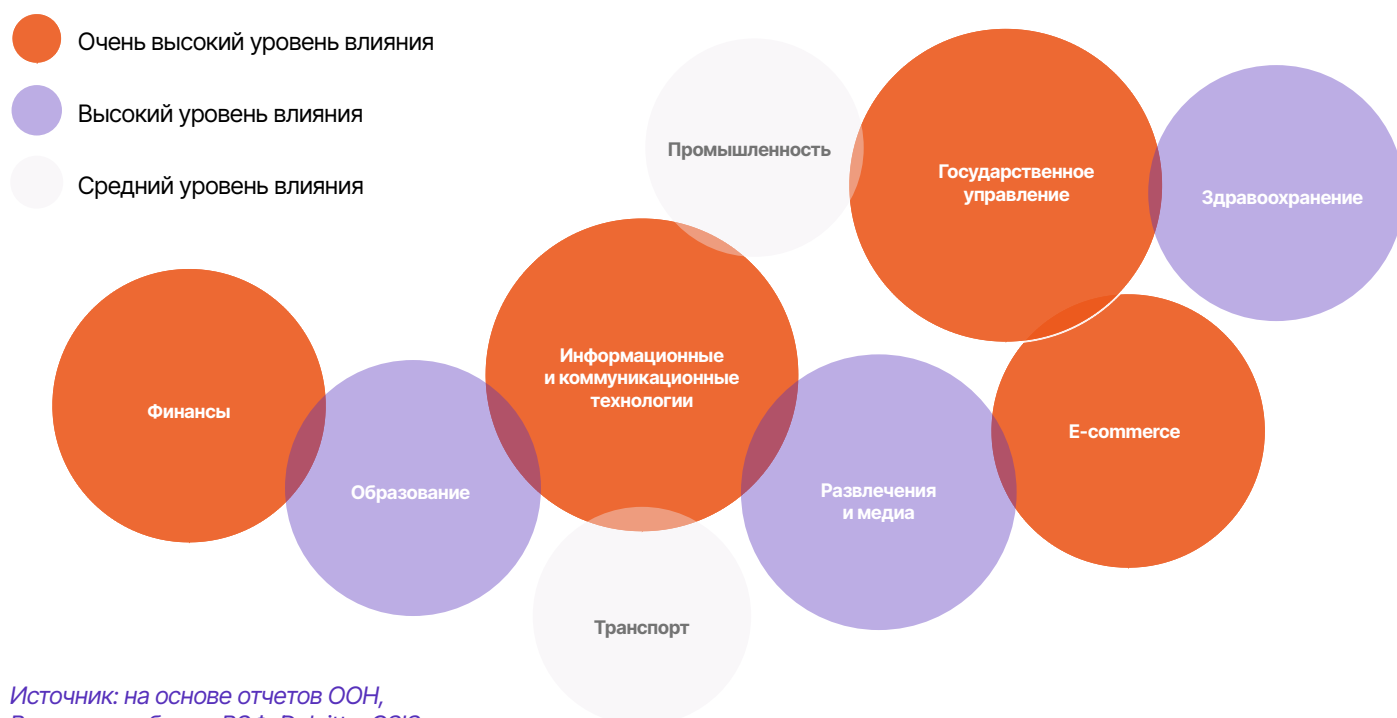 Очень высокий уровень влияния
Высокий уровень влияния
Средний уровень влияния
Промышленность
Государственное
управление
Здравоохранение
Информационные
и коммуникационные
технологии
Финансы
E-commerce
Образование
Развлечения
и медиа
Транспорт
Источник: на основе отчетов ООН,